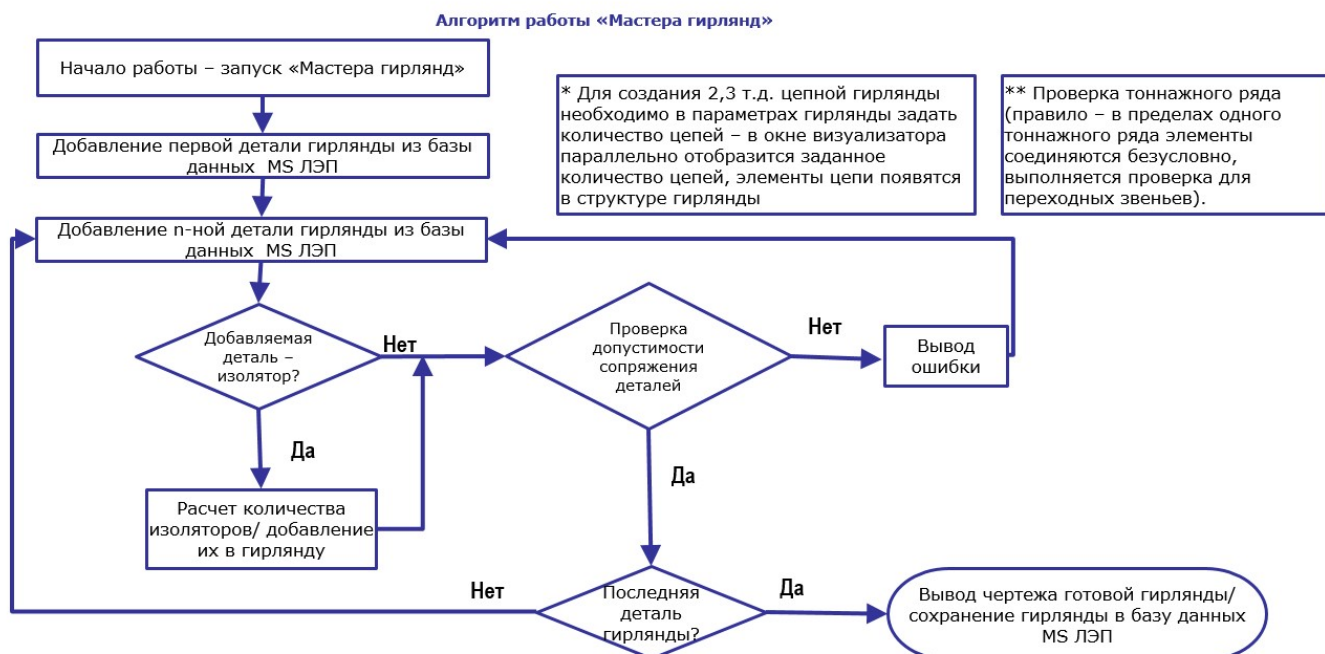 Алгоритм работы «Мастера гирлянд»
Начало работы – запуск «Мастера гирлянд»
Добавление первой детали гирлянды из базы
данных MS ЛЭП
Добавление n-ной детали гирлянды из базы
данных MS ЛЭП
* Для создания 2,3 т.д. цепной гирлянды
необходимо в параметрах гирлянды задать
количество цепей – в окне визуализатора
параллельно отобразится заданное
количество цепей, элементы цепи появятся
в структуре гирлянды
** Проверка тоннажного ряда
(правило – в пределах одного
тоннажного ряда элементы
соединяются безусловно,
выполняется проверка для
переходных звеньев).
Добавляемая
деталь –
изолятор?
Нет
Да
Проверка
допустимости
сопряжения
деталей
Нет
Вывод
ошибки
Да
Расчет количества
изоляторов/ добавление
их в гирлянду
Нет
Последняя
деталь
гирлянды?
Да
Вывод чертежа готовой гирлянды/
сохранение гирлянды в базу данных
MS ЛЭП